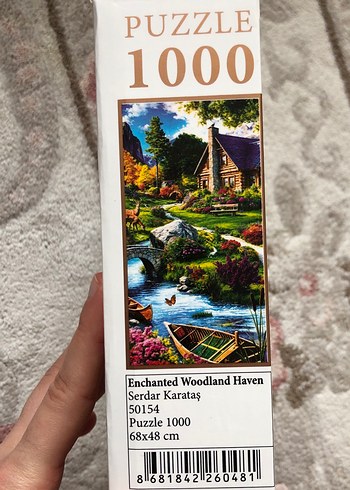 PUZZLE
1000
Enchanted Woodland Haven
Serdar Karataş
50154
Puzzle 1000
68x48 cm
8 681842 260481